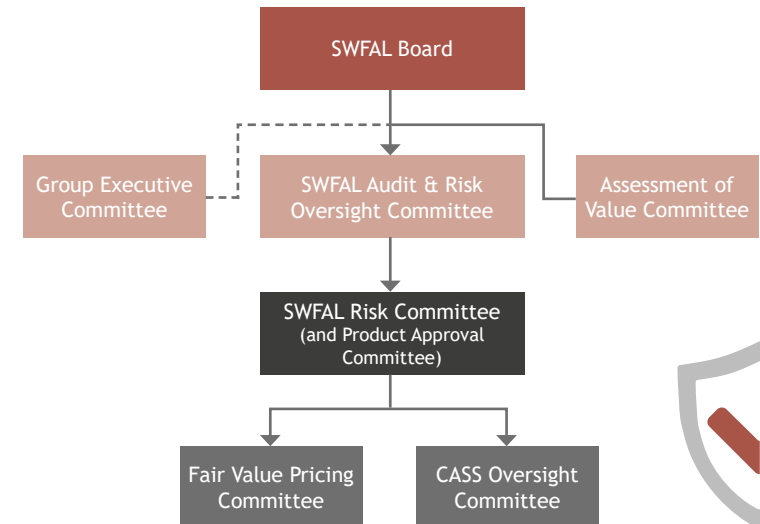 SWFAL Board
Group Executive
Committee
SWFAL Audit & Risk
Oversight Committee
Assessment of
Value Committee
SWFAL Risk Committee
(and Product Approval
Committee)
Fair Value Pricing
Committee
CASS Oversight
Committee